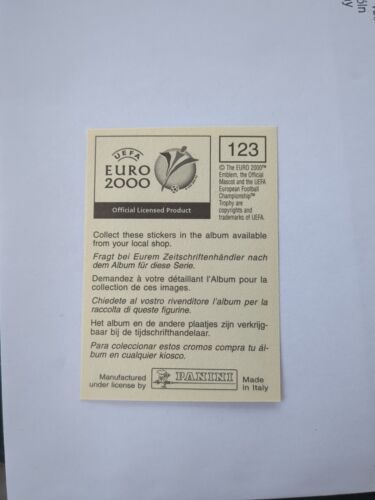 UEFA
EURO
2000
Official Licensed Product
123
© The EURO 2000™
Emblem, the Official
Mascot and the UEFA
European Football
Championship™
Trophy are
copyrights and
trademarks of UEFA.
Collect these stickers in the album available
from your local shop.
Fragt bei Eurem Zeitschriftenhändler nach
dem Album für diese Serie.
Demandez à votre détaillant l'Album pour la
collection de ces images.
Chiedete al vostro rivenditore l'album per la
raccolta di queste figurine.
Het album en de andere plaatjes zijn verkrijg-
baar bij de tijdschrifthandelaar.
Para coleccionar estos cromos compra tu ál-
bum en cualquier kiosco.
Manufactured
under license by
PANINI
Made
in Italy